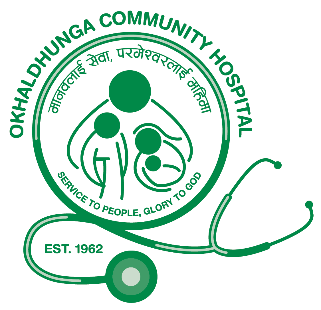 OKHALDHUNGA COMMUNITY HOSPITAL
मानवलाई सेवा, परमेश्वरलाई महिमा
SERVICE TO PEOPLE, GLORY TO GOD
EST. 1962